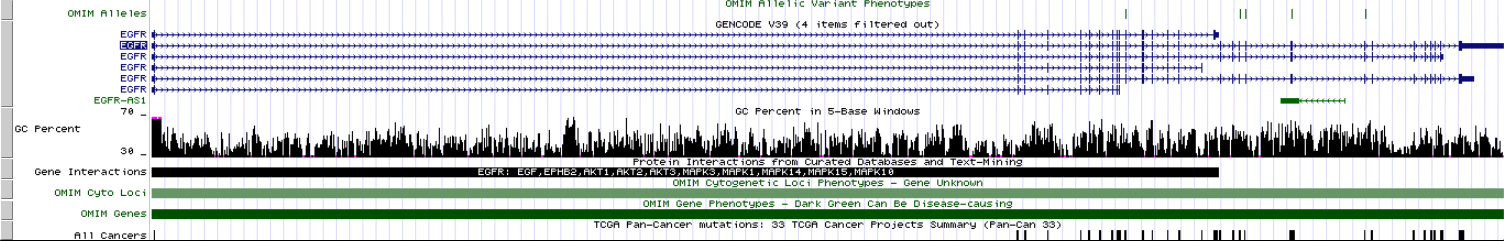 OMIM Allelic Variant Phenotypes
OMIM Alleles
GENCODE V39 (4 items filtered out)
EGFR
EGFR
EGFR
EGFR
EGFR
EGFR
EGFR-AS1
GC Percent in 5-Base Windows
70 _
GC Percent
30 _
Protein Interactions from Curated Databases and Text-Mining
Gene Interactions EGFR: EGF,EPHB2,AKT1,AKT2,AKT3,MAPK3,MAPK1,MAPK14,MAPK15,MAPK10
OMIM Cytogenetic Loci Phenotypes - Gene Unknown
OMIM Cyto Loci
OMIM Gene Phenotypes - Dark Green Can Be Disease-causing
OMIM Genes
TCGA Pan-Cancer mutations: 33 TCGA Cancer Projects Summary (Pan-Can 33)
All Cancers